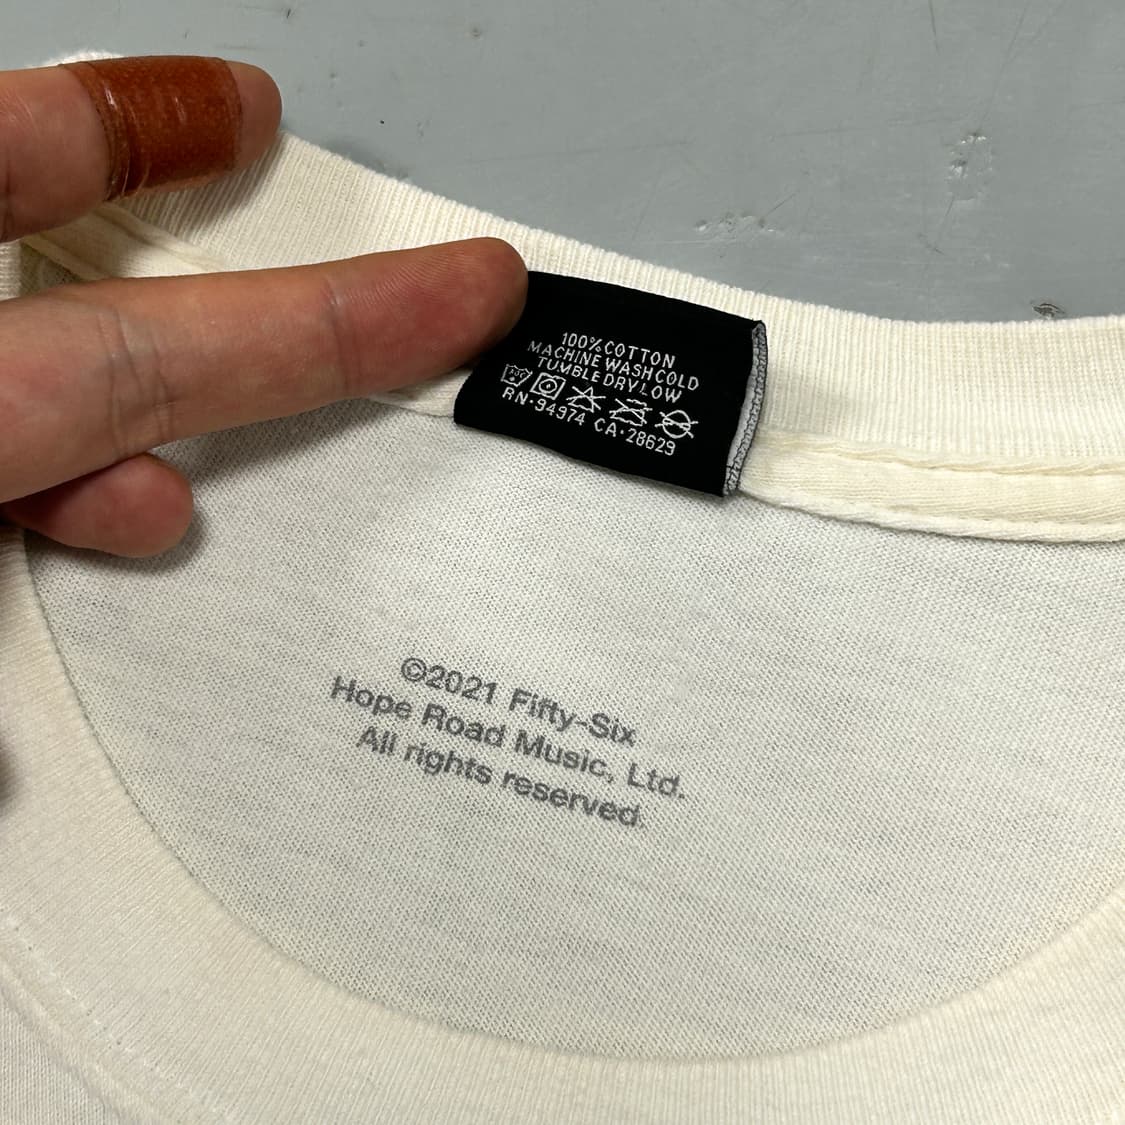 100% COTTON
MACHINE WASH COLD
TUMBLE DRY LOW
RN·94974 CA·28629
©2021 Fifty-Six
Hope Road Music, Ltd.
All rights reserved.